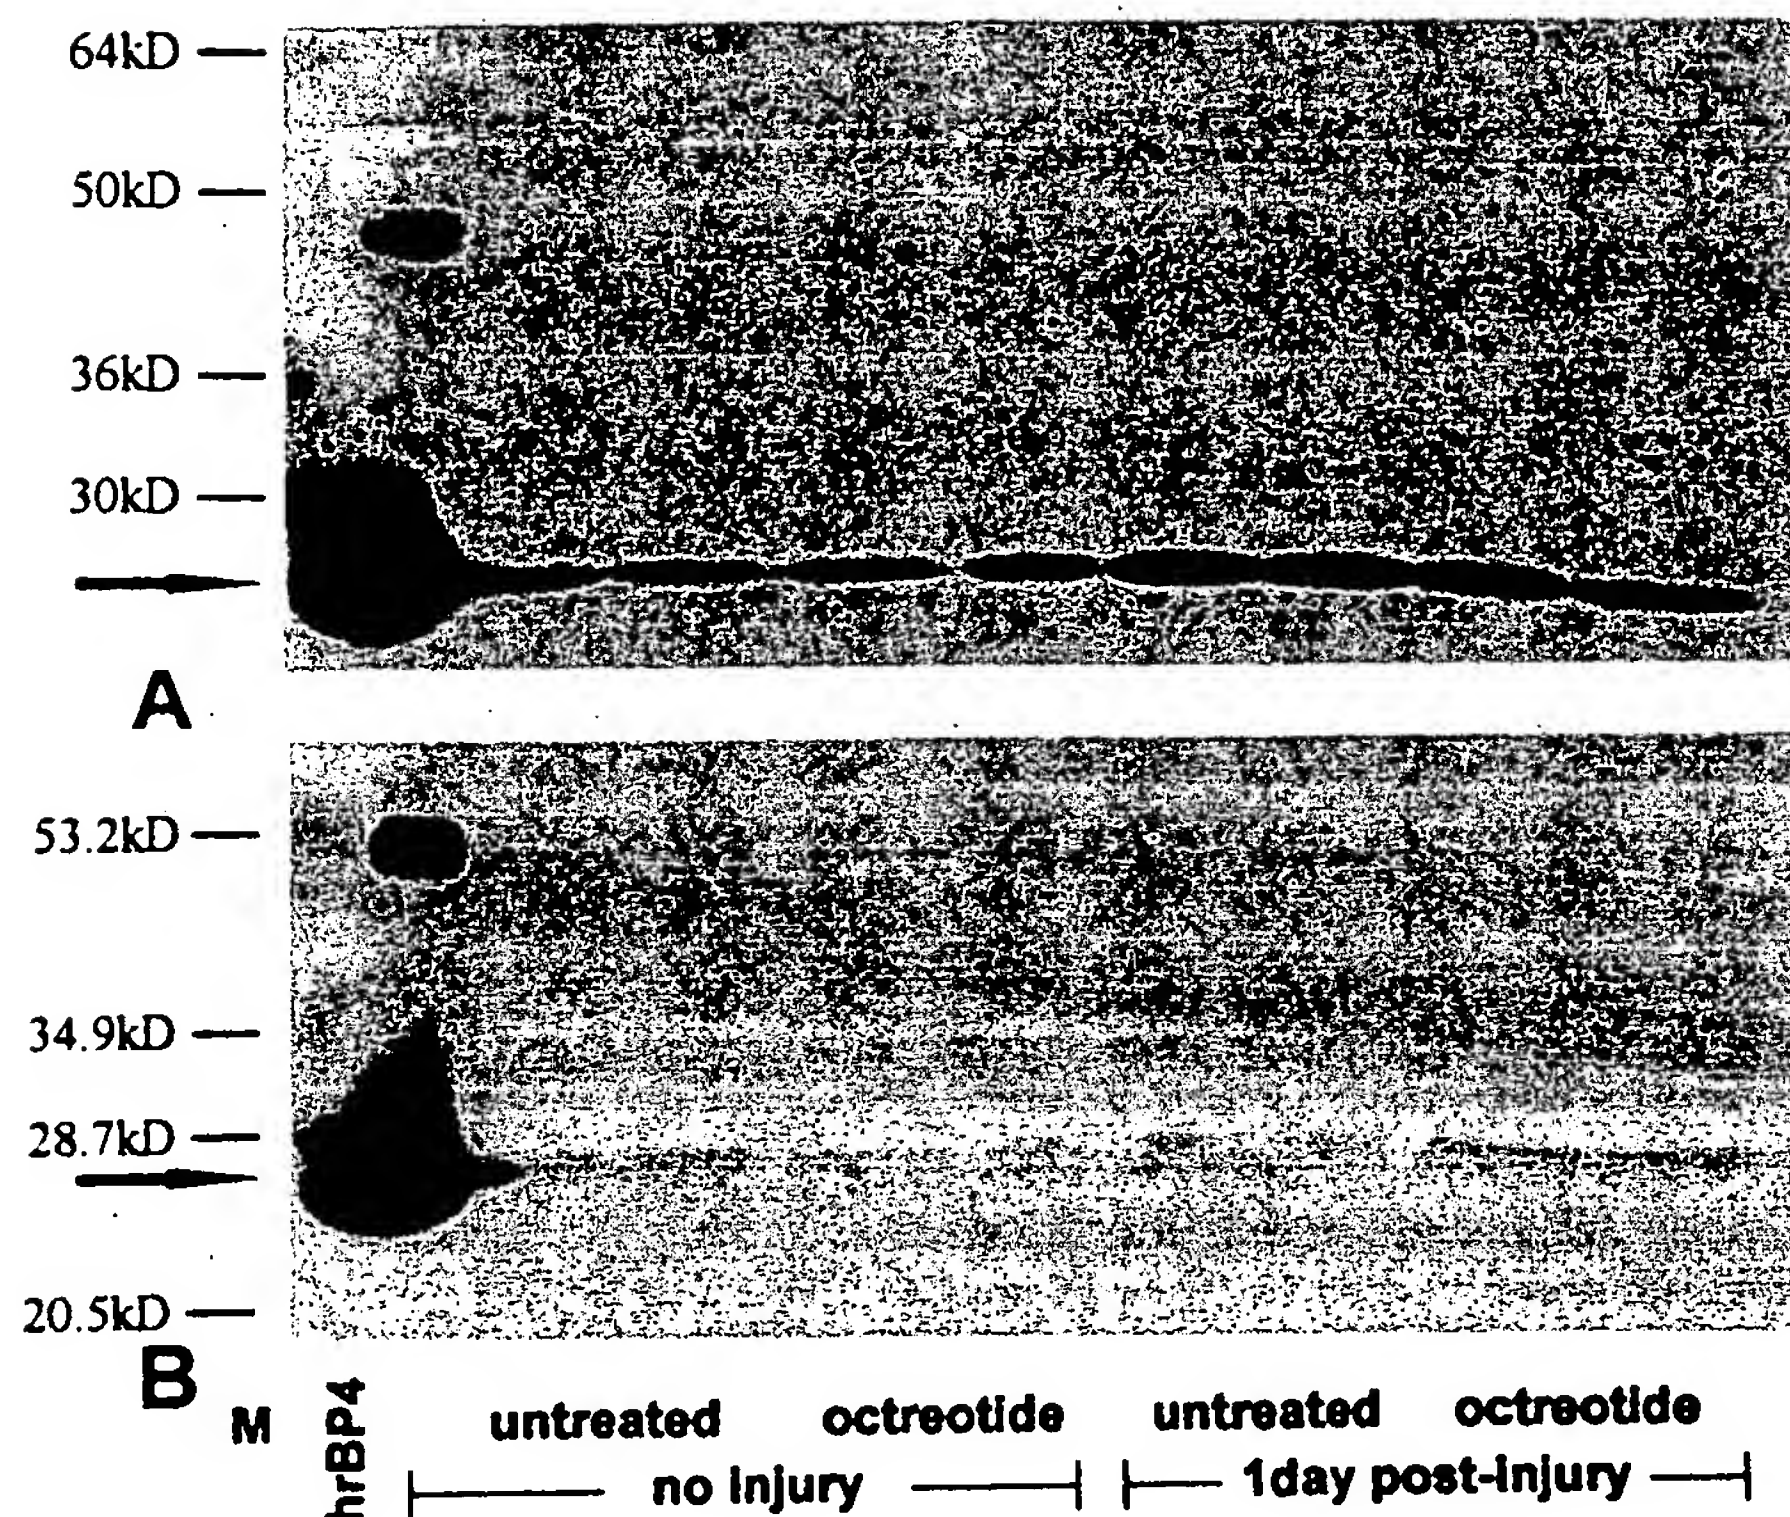 64kD
50kD
36kD
30kD
A
53.2kD
34.9kD
28.7kD
20.5kD
B
M
hrBP4
untreated octreotide untreated octreotide
no injury 1day post-injury